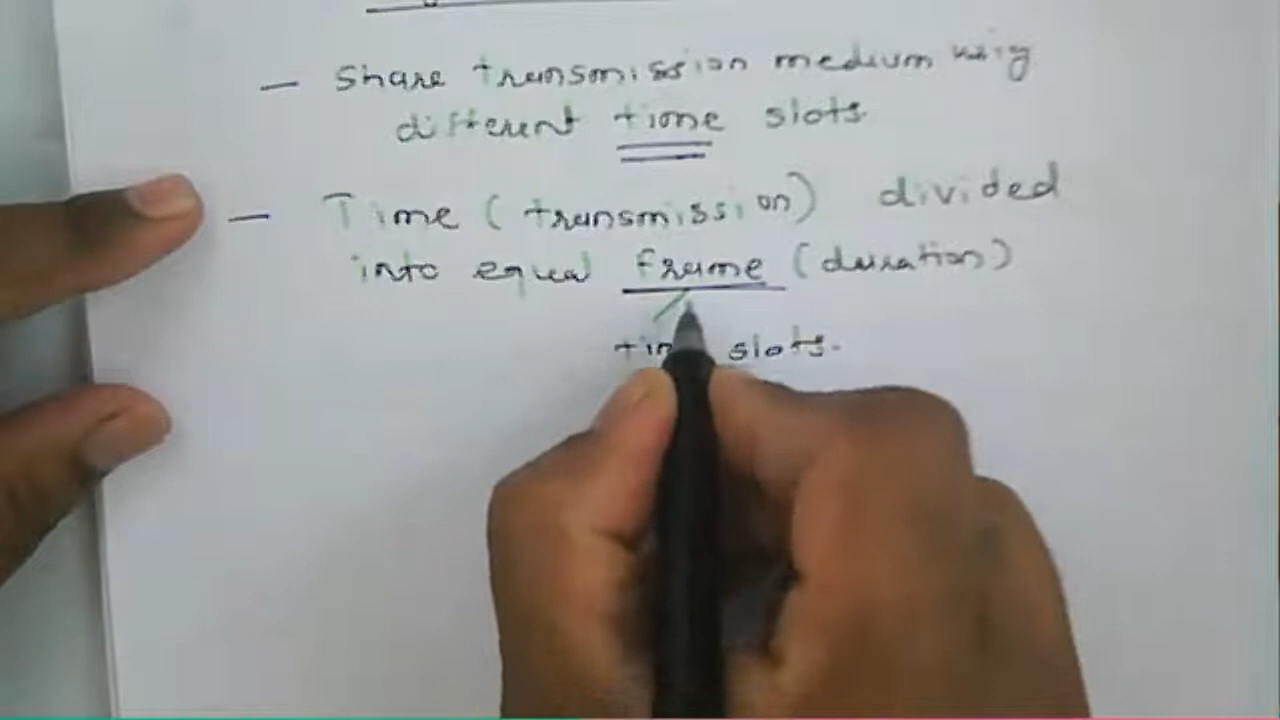 - Share transmission medium using
different time slots
- Time (transmission) divided
into equal frame (duration)
slots.